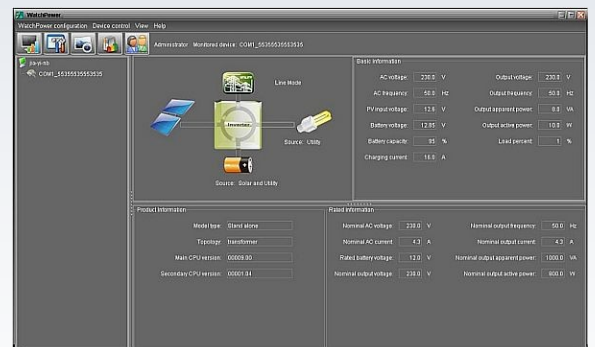 WatchPower
WatchPower configuration Device control View Help
Administrator Monitored device: COM1_55355535553535
jia-yi-nb
COM1_55355535553535
Line Mode
Inverter
Source: Utility
Source: Solar and Utility
Basic Information
AC voltage: 230.0 V Output voltage: 230.0 V
AC frequency: 50.0 Hz Output frequency: 50.0 Hz
PV input voltage: 12.8 V Output apparent power: 8.0 VA
Battery voltage: 12.85 V Output active power: 10.0 W
Battery capacity: 85 % Load percent: 1 %
Charging current: 16.0 A
Product Information
Model type: Stand alone
Topology: transformer
Main CPU version: 00009.00
Secondary CPU version: 00001.04
Rated Information
Nominal AC voltage: 230.0 V Nominal output frequency: 50.0 Hz
Nominal AC current: 4.3 A Nominal output current: 4.3 A
Rated battery voltage: 12.0 V Nominal output apparent power: 1000.0 VA
Nominal output voltage: 230.0 V Nominal output active power: 800.0 W